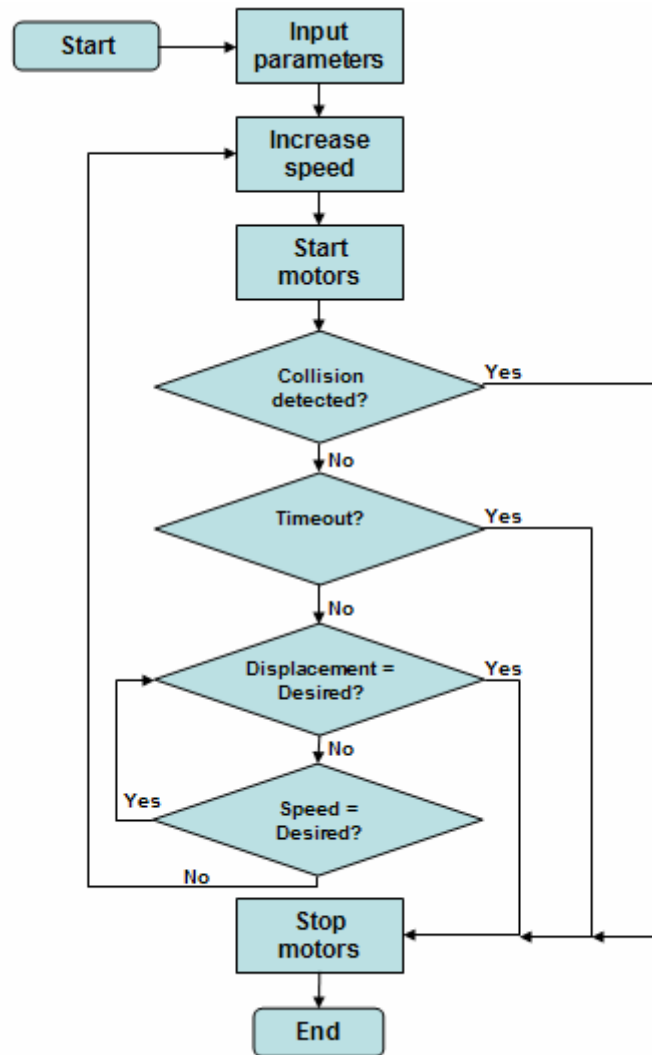 Start
Input
parameters
Increase
speed
Start
motors
Collision
detected?
Yes
No
Timeout?
Yes
No
Displacement =
Desired?
Yes
No
Yes
Speed =
Desired?
No
Stop
motors
End